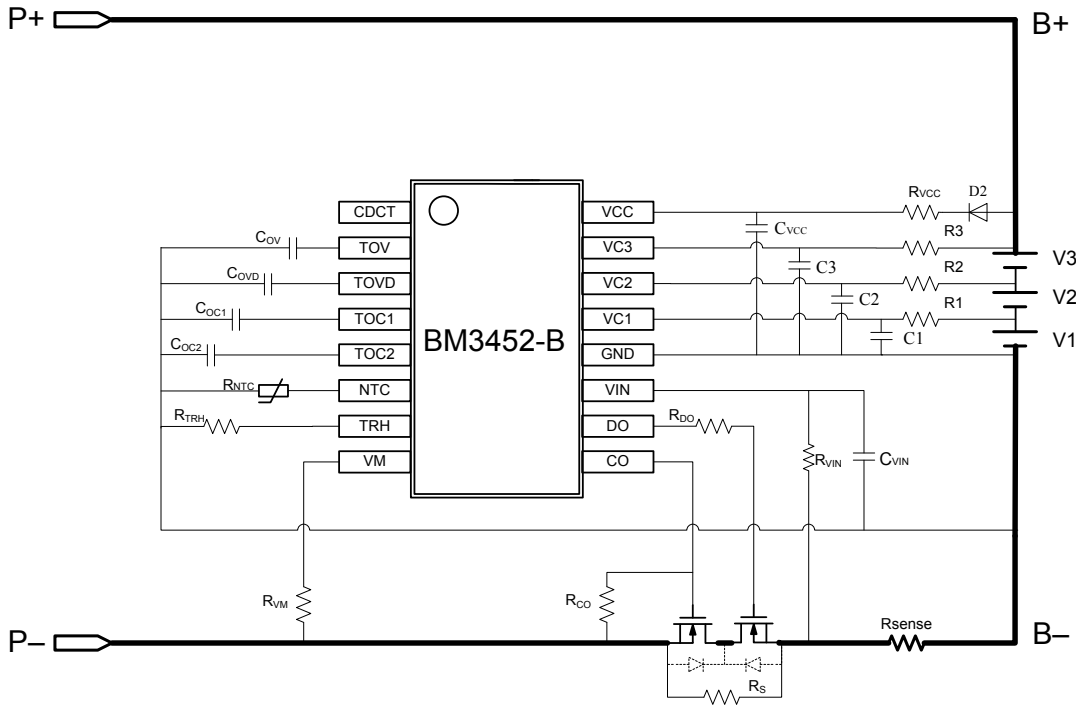 P+
B+
CDCT
TOV
TOVD
TOC1
TOC2
NTC
TRH
VM
BM3452-B
VCC
VC3
VC2
VC1
GND
VIN
DO
CO
COV
COVD
COC1
COC2
RNTC
RTRH
RVM
RCO
RDO
RVIN
CVIN
CVCC
C3
C2
C1
RVCC
D2
R3
R2
R1
V3
V2
V1
P–
Rsense
B–
RS